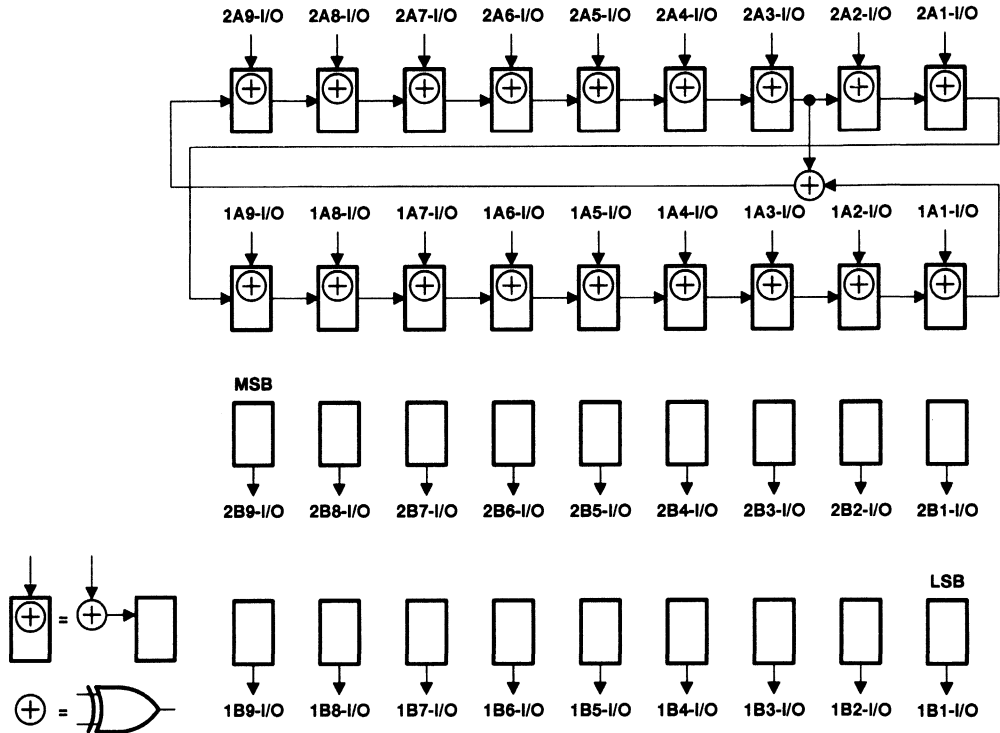 2A9-I/O 2A8-I/O 2A7-I/O 2A6-I/O 2A5-I/O 2A4-I/O 2A3-I/O 2A2-I/O 2A1-I/O
1A9-I/O 1A8-I/O 1A7-I/O 1A6-I/O 1A5-I/O 1A4-I/O 1A3-I/O 1A2-I/O 1A1-I/O
MSB
2B9-I/O 2B8-I/O 2B7-I/O 2B6-I/O 2B5-I/O 2B4-I/O 2B3-I/O 2B2-I/O 2B1-I/O
LSB
=
1B9-I/O 1B8-I/O 1B7-I/O 1B6-I/O 1B5-I/O 1B4-I/O 1B3-I/O 1B2-I/O 1B1-I/O
=